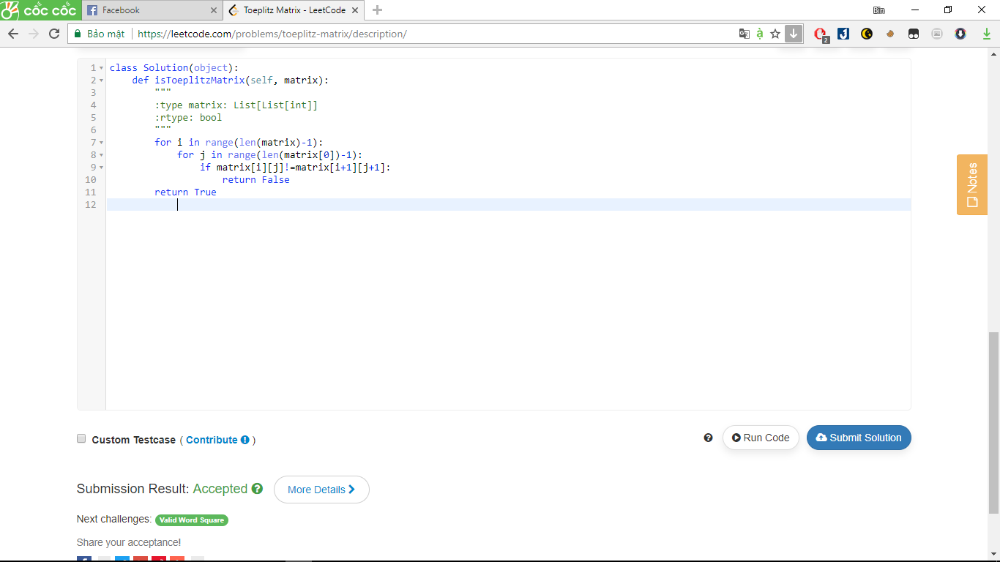 cốc cốc Facebook Toeplitz Matrix - LeetCode Bin
Bảo mật https://leetcode.com/problems/toeplitz-matrix/description/ ạ 2
1 class Solution(object):
2     def isToeplitzMatrix(self, matrix):
3         """
4         :type matrix: List[List[int]]
5         :rtype: bool
6         """
7         for i in range(len(matrix)-1):
8             for j in range(len(matrix[0])-1):
9                 if matrix[i][j]!=matrix[i+1][j+1]:
10                     return False
11         return True
12
Notes
Custom Testcase ( Contribute ) Run Code Submit Solution
Submission Result: Accepted More Details
Next challenges: Valid Word Square
Share your acceptance!